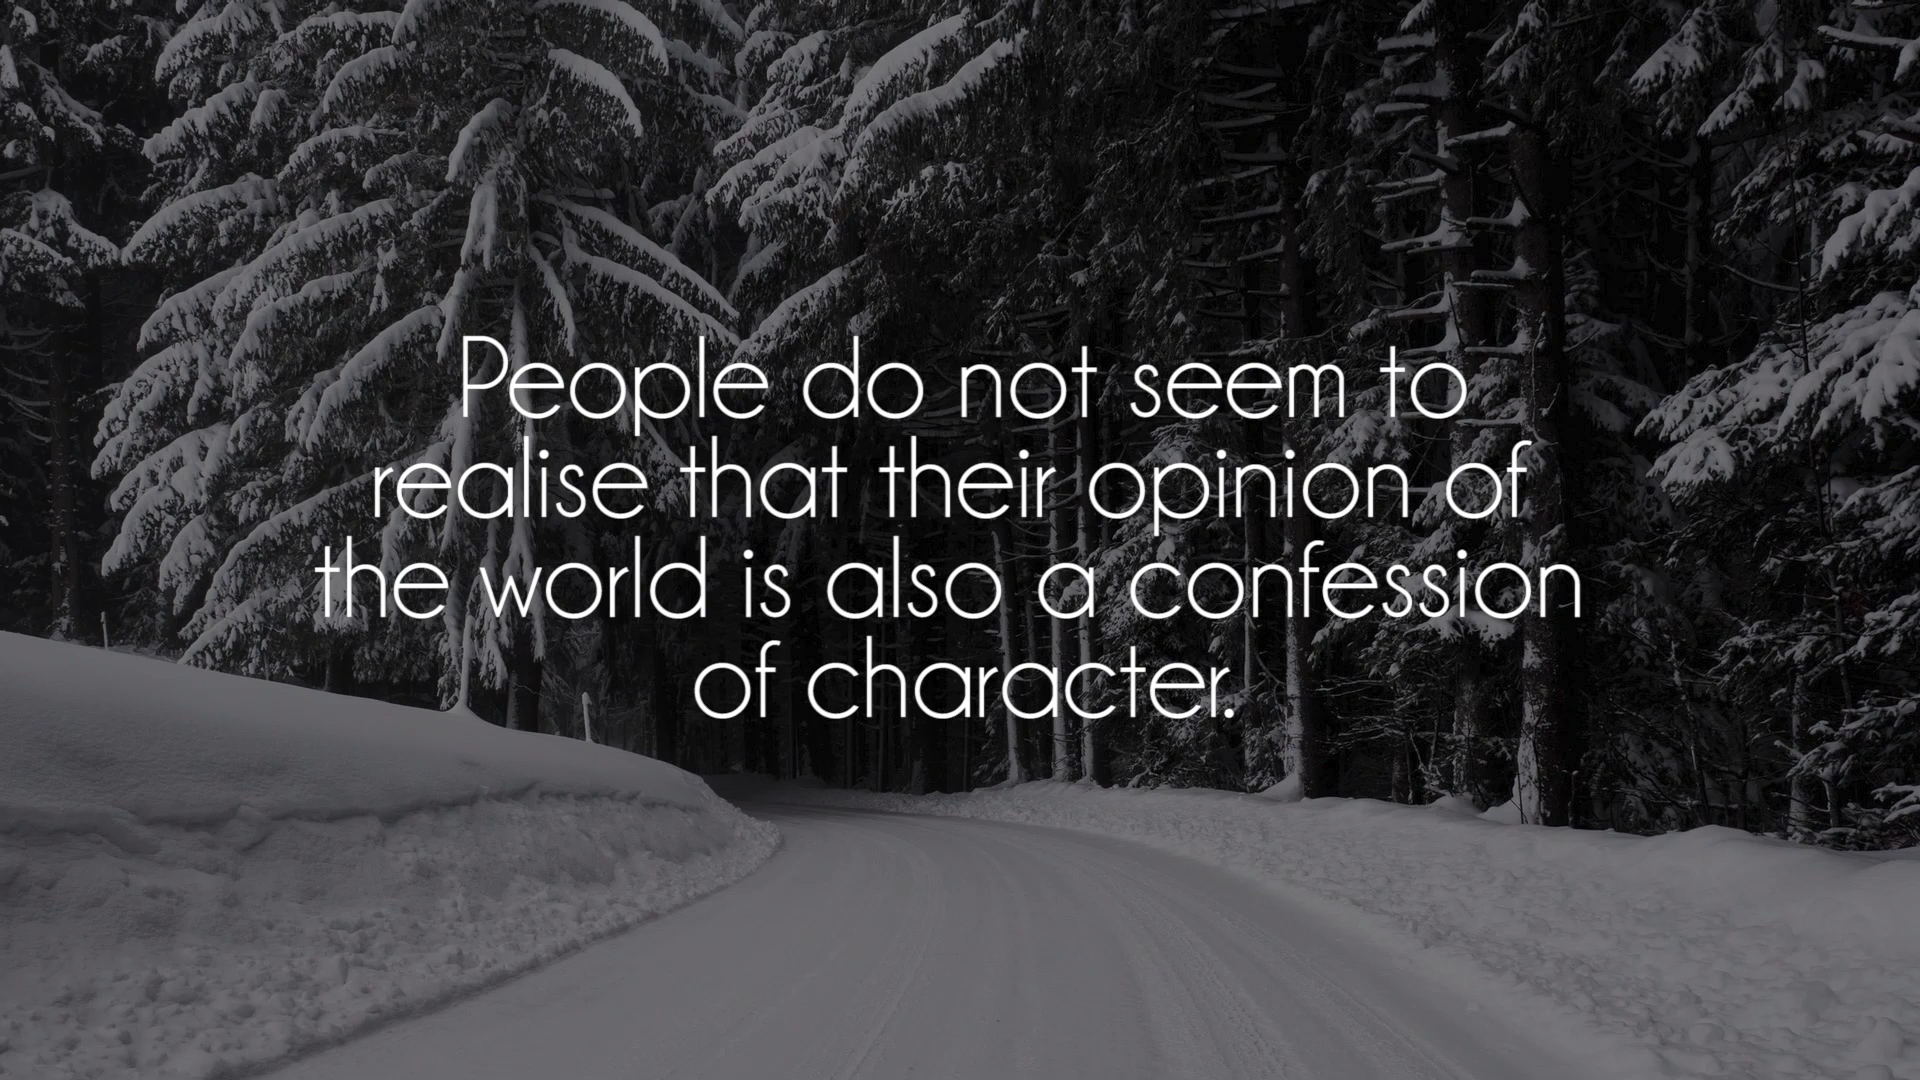 People do not seem to
realise that their opinion of
the world is also a confession
of character.